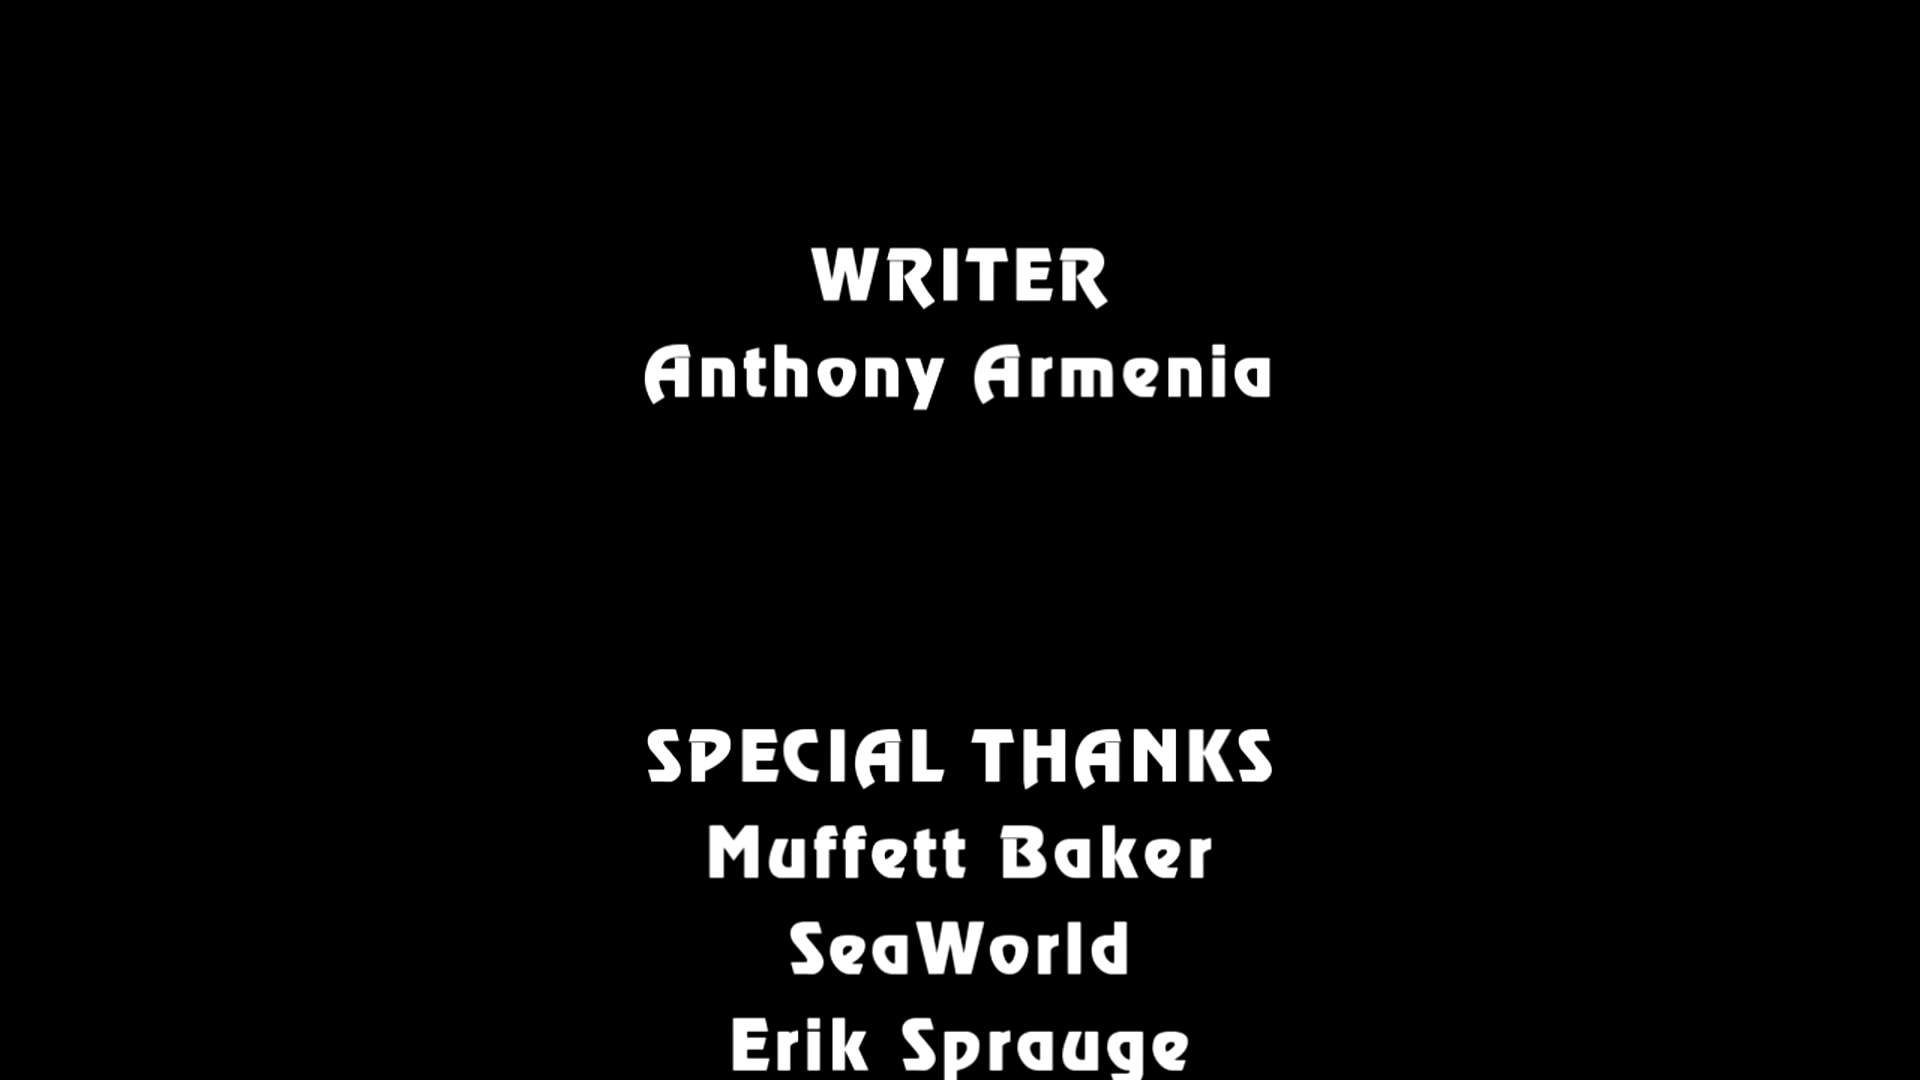 WRITER
Anthony Armenia
SPECIAL THANKS
Muffett Baker
SeaWorld
Erik Sprauge